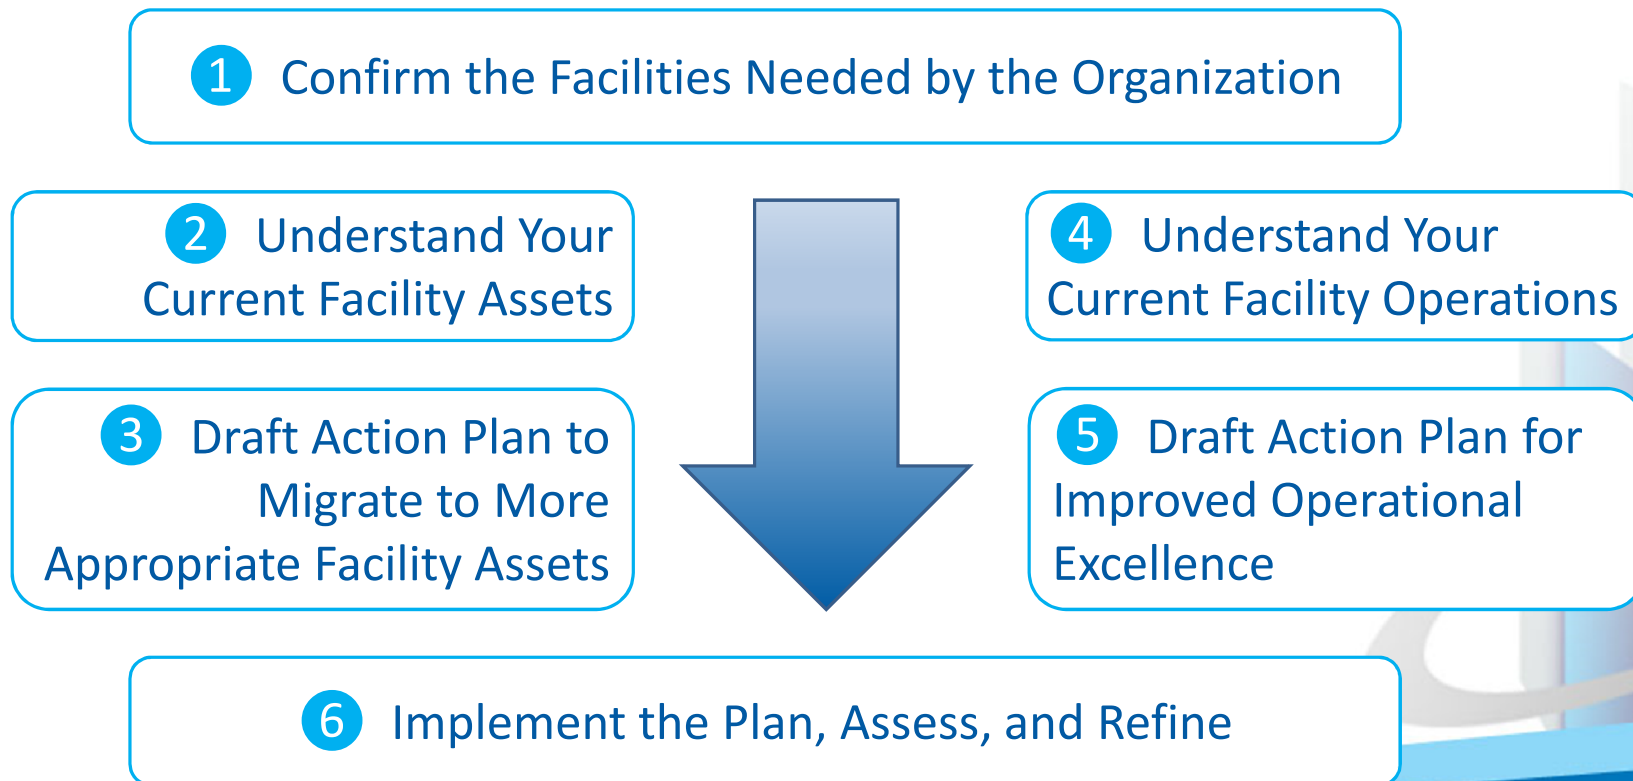 1 Confirm the Facilities Needed by the Organization
2 Understand Your
Current Facility Assets
3 Draft Action Plan to
Migrate to More
Appropriate Facility Assets
4 Understand Your
Current Facility Operations
5 Draft Action Plan for
Improved Operational
Excellence
6 Implement the Plan, Assess, and Refine